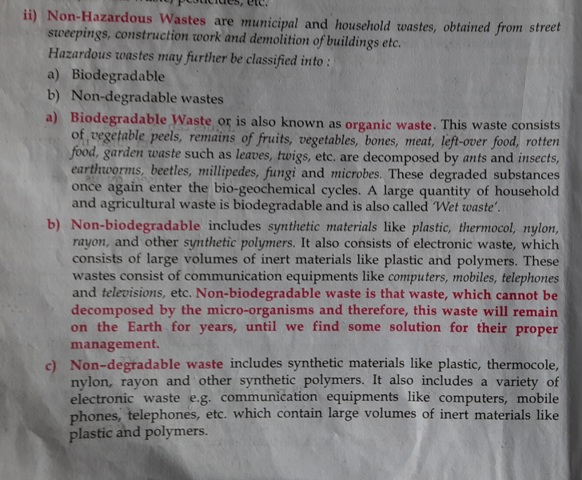 ii) Non-Hazardous Wastes are municipal and household wastes, obtained from street
sweepings, construction work and demolition of buildings etc.
Hazardous wastes may further be classified into :
a) Biodegradable
b) Non-degradable wastes
a) Biodegradable Waste or is also known as organic waste. This waste consists
of vegetable peels, remains of fruits, vegetables, bones, meat, left-over food, rotten
food, garden waste such as leaves, twigs, etc. are decomposed by ants and insects,
earthworms, beetles, millipedes, fungi and microbes. These degraded substances
once again enter the bio-geochemical cycles. A large quantity of household
and agricultural waste is biodegradable and is also called 'Wet waste'.
b) Non-biodegradable includes synthetic materials like plastic, thermocol, nylon,
rayon, and other synthetic polymers. It also consists of electronic waste, which
consists of large volumes of inert materials like plastic and polymers. These
wastes consist of communication equipments like computers, mobiles, telephones
and televisions, etc. Non-biodegradable waste is that waste, which cannot be
decomposed by the micro-organisms and therefore, this waste will remain
on the Earth for years, until we find some solution for their proper
management.
c) Non-degradable waste includes synthetic materials like plastic, thermocole,
nylon, rayon and other synthetic polymers. It also includes a variety of
electronic waste e.g. communication equipments like computers, mobile
phones, telephones, etc. which contain large volumes of inert materials like
plastic and polymers.